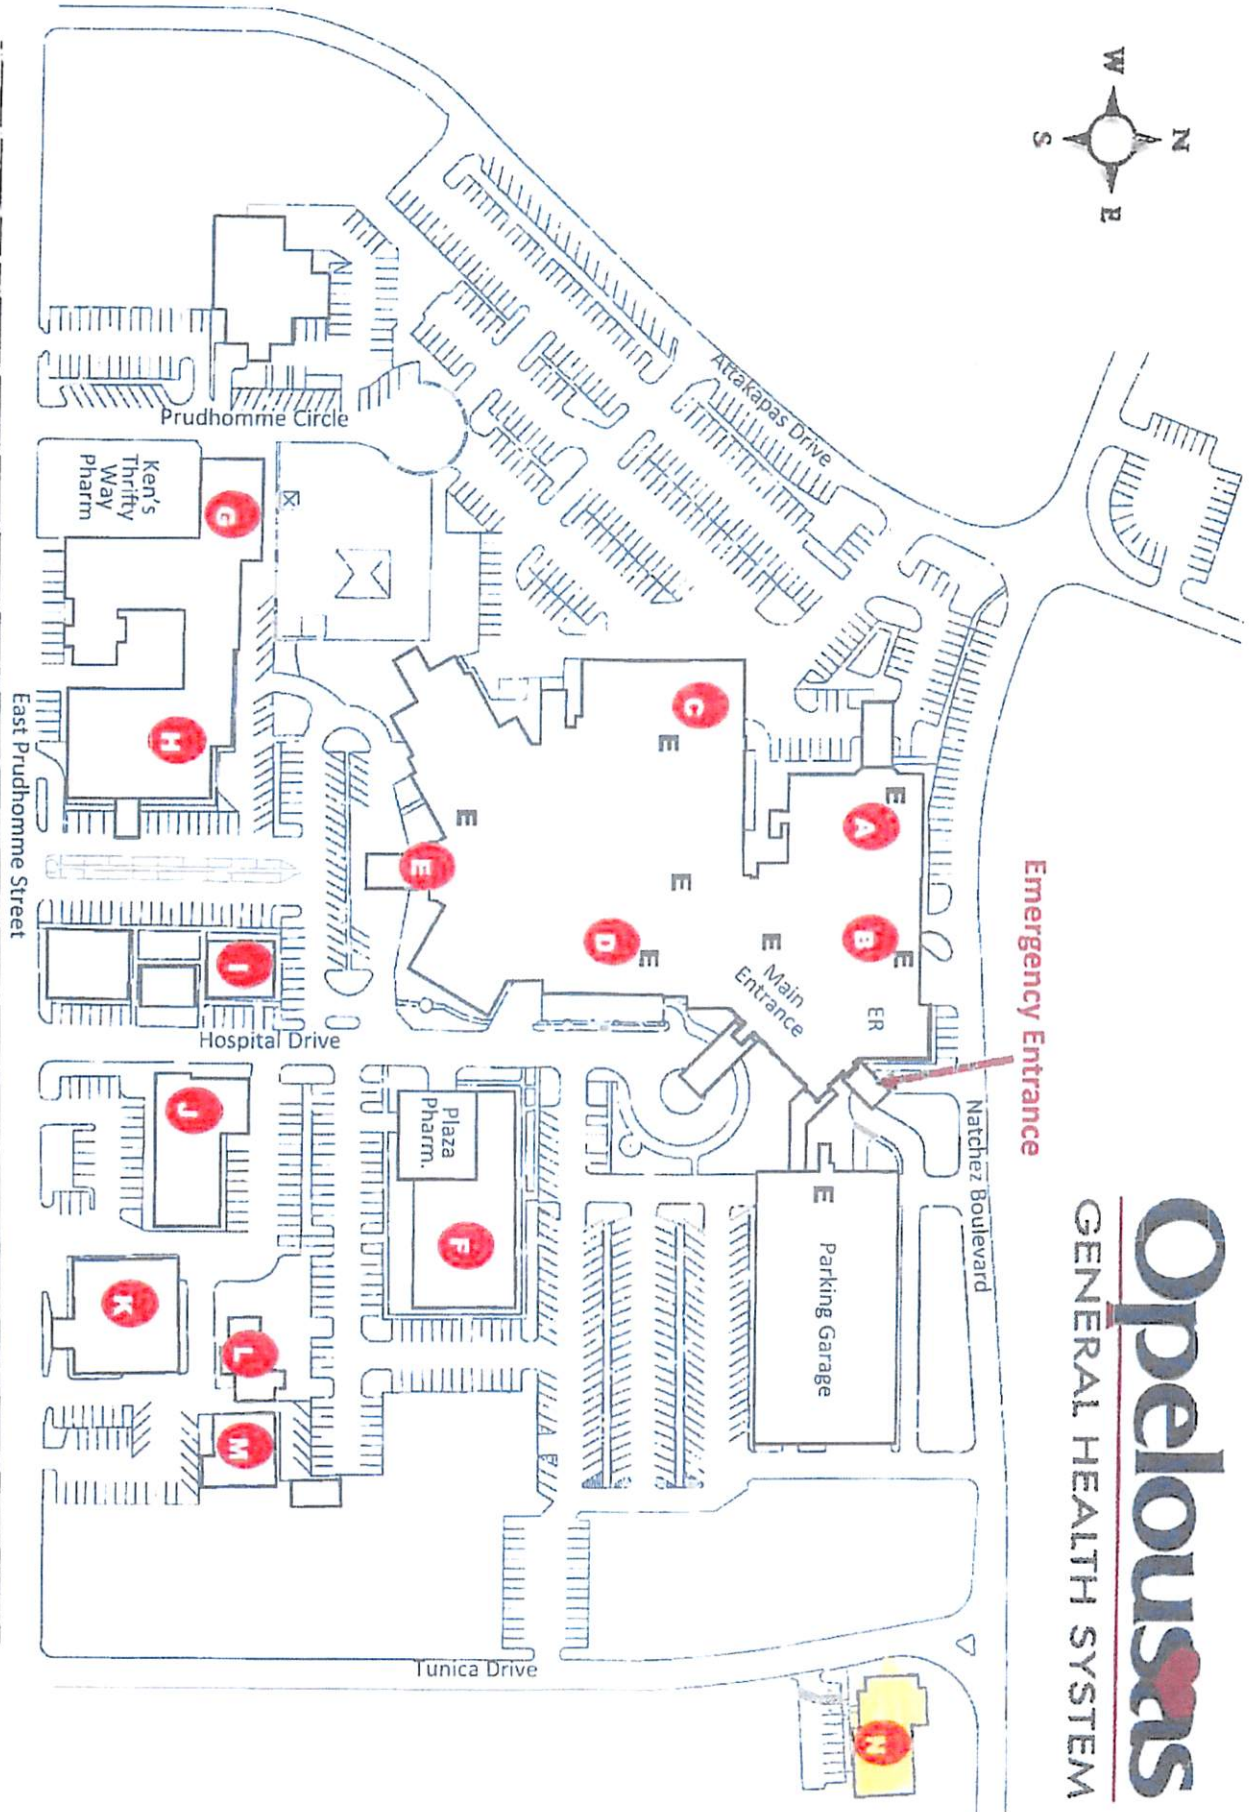 Opelousas
GENERAL HEALTH SYSTEM
N
W
E
S
Emergency Entrance
Natchez Boulevard
Attakapas Drive
A
E
B
E
ER
C
E
E
E
Main
Entrance
D
E
E
E
E
Parking Garage
Prudhomme Circle
Ken's
Thrifty
Way
Pharm
G
H
I
Hospital Drive
J
Plaza
Pharm.
F
K
L
M
N
Tunica Drive
East Prudhomme Street